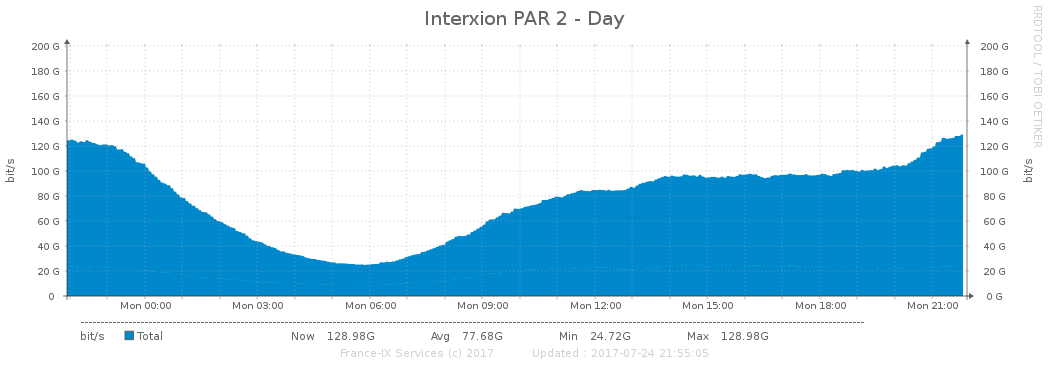 Interxion PAR 2 - Day
RRDTOOL / TOBI OETIKER
bit/s
bit/s
200 G 200 G
180 G 180 G
160 G 160 G
140 G 140 G
120 G 120 G
100 G 100 G
80 G 80 G
60 G 60 G
40 G 40 G
20 G 20 G
0 0 G
Mon 00:00 Mon 03:00 Mon 06:00 Mon 09:00 Mon 12:00 Mon 15:00 Mon 18:00 Mon 21:00
bit/s Total Now 128.98G Avg 77.68G Min 24.72G Max 128.98G
France-IX Services (c) 2017 Updated : 2017-07-24 21:55:05